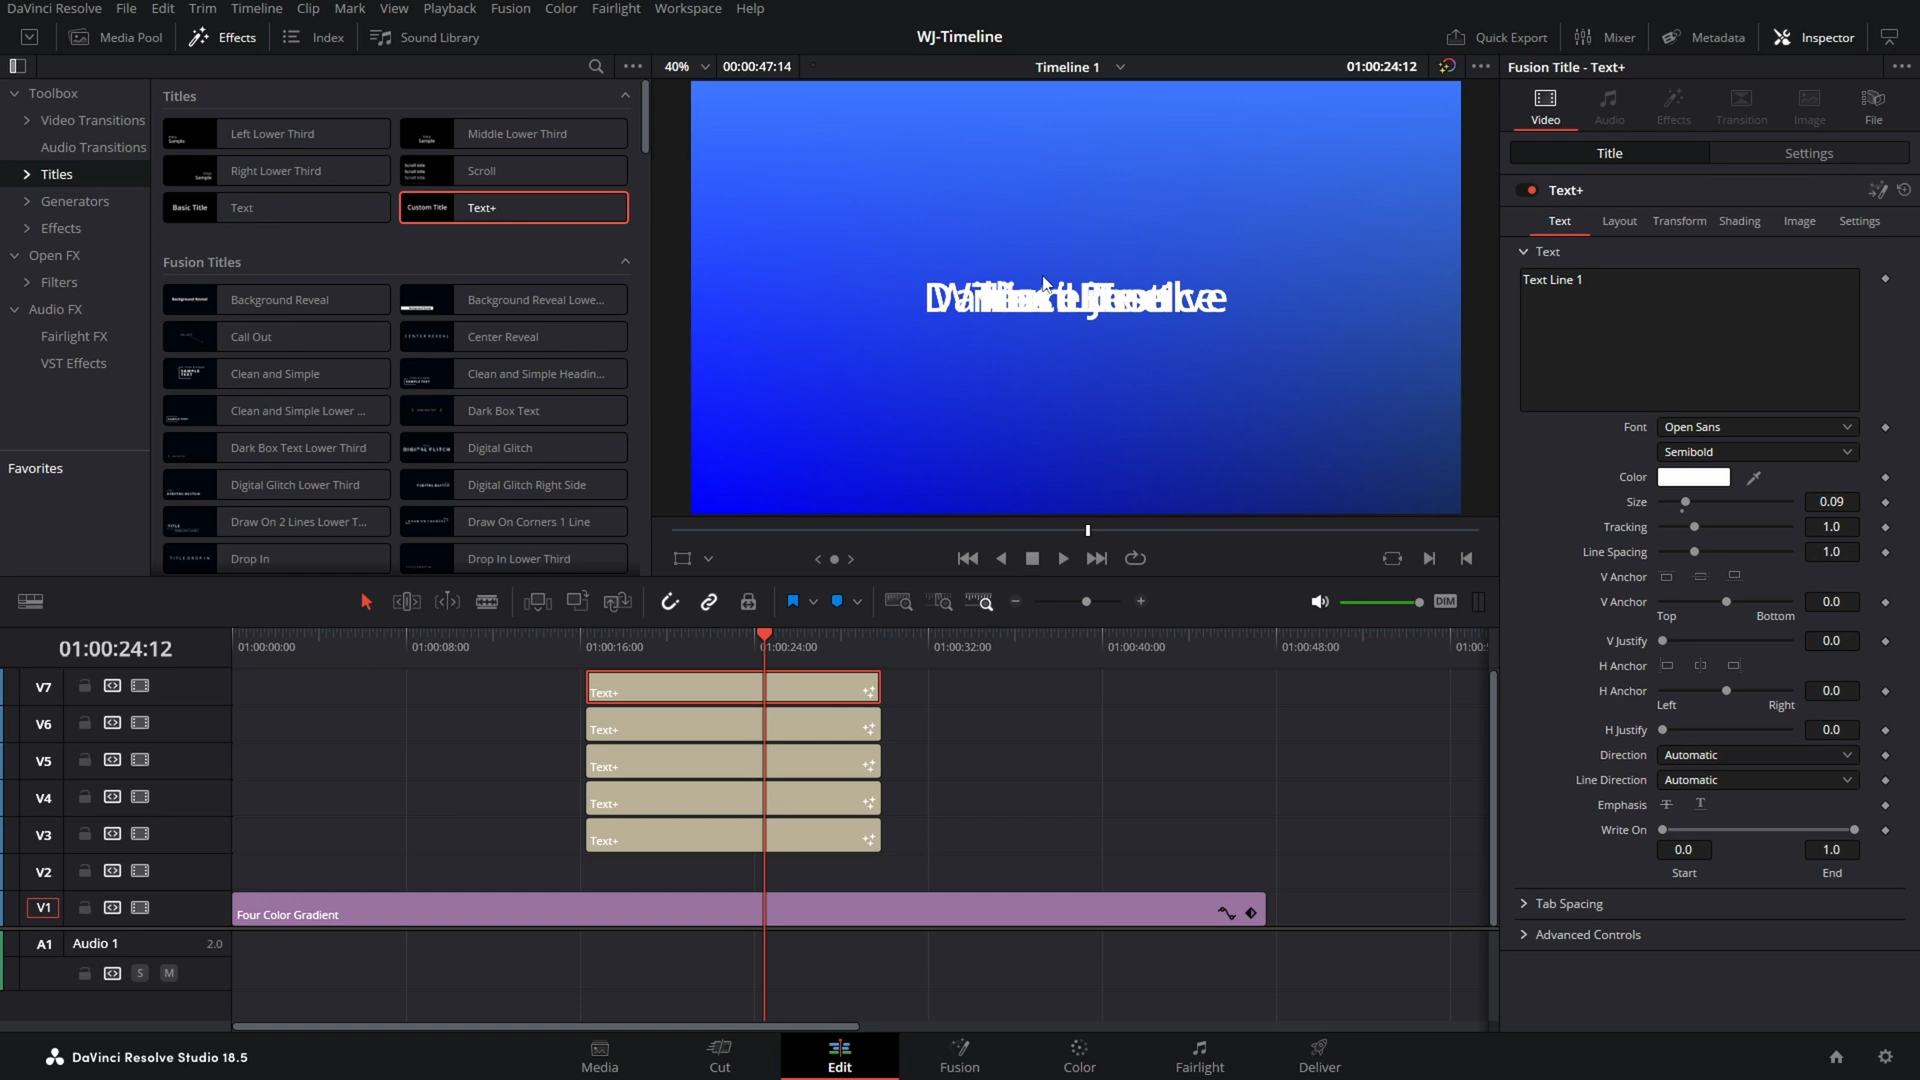 DaVinci Resolve File Edit Trim Timeline Clip Mark View Playback Fusion Color Fairlight Workspace Help
Media Pool Effects Index Sound Library WJ-Timeline Quick Export Mixer Metadata Inspector
40% 00:00:47:14 Timeline 1 01:00:24:12 Fusion Title - Text+
Toolbox
Video Transitions
Audio Transitions
Titles
Generators
Effects
Open FX
Filters
Audio FX
Fairlight FX
VST Effects
Favorites
Titles
Left Lower Third Middle Lower Third
Right Lower Third Scroll
Basic Title Text Custom Title Text+
Fusion Titles
Background Reveal Background Reveal Lowe...
Call Out Center Reveal
Clean and Simple Clean and Simple Headin...
Clean and Simple Lower ... Dark Box Text
Dark Box Text Lower Third Digital Glitch
Digital Glitch Lower Third Digital Glitch Right Side
Draw On 2 Lines Lower T... Draw On Corners 1 Line
Drop In Drop In Lower Third
Video Audio Effects Transition Image File
Title Settings
Text+
Text Layout Transform Shading Image Settings
Text
Text Line 1
Font Open Sans
Semibold
Color
Size 0.09
Tracking 1.0
Line Spacing 1.0
V Anchor
V Anchor 0.0
Top Bottom
V Justify 0.0
H Anchor
H Anchor 0.0
Left Right
H Justify 0.0
Direction Automatic
Line Direction Automatic
Emphasis
Write On
0.0 1.0
Start End
Tab Spacing
Advanced Controls
DIM
01:00:24:12 01:00:00:00 01:00:08:00 01:00:16:00 01:00:24:00 01:00:32:00 01:00:40:00 01:00:48:00 01:00:
V7 Text+
V6 Text+
V5 Text+
V4 Text+
V3 Text+
V2
V1 Four Color Gradient
A1 Audio 1 2.0
S M
DaVinci Resolve Studio 18.5 Media Cut Edit Fusion Color Fairlight Deliver